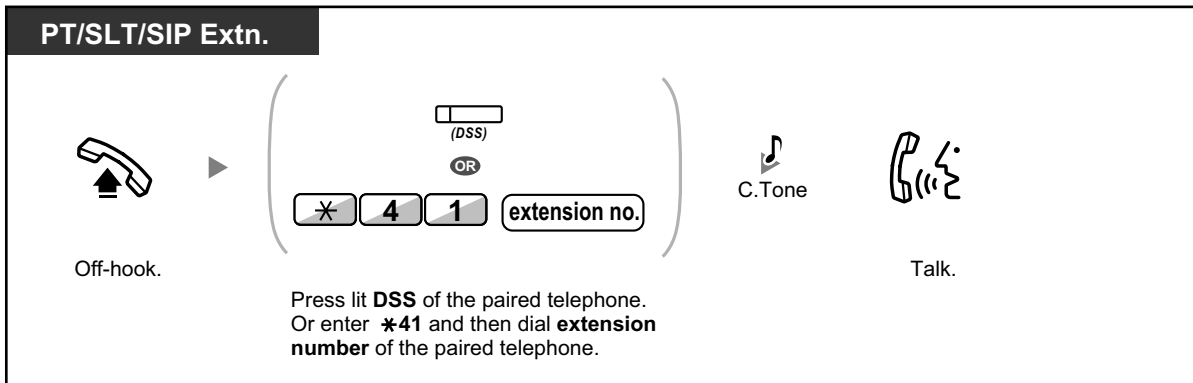 PT/SLT/SIP Extn.
(DSS)
OR
* 4 1 extension no.
C.Tone
Off-hook.
Talk.
Press lit DSS of the paired telephone.
Or enter *41 and then dial extension
number of the paired telephone.